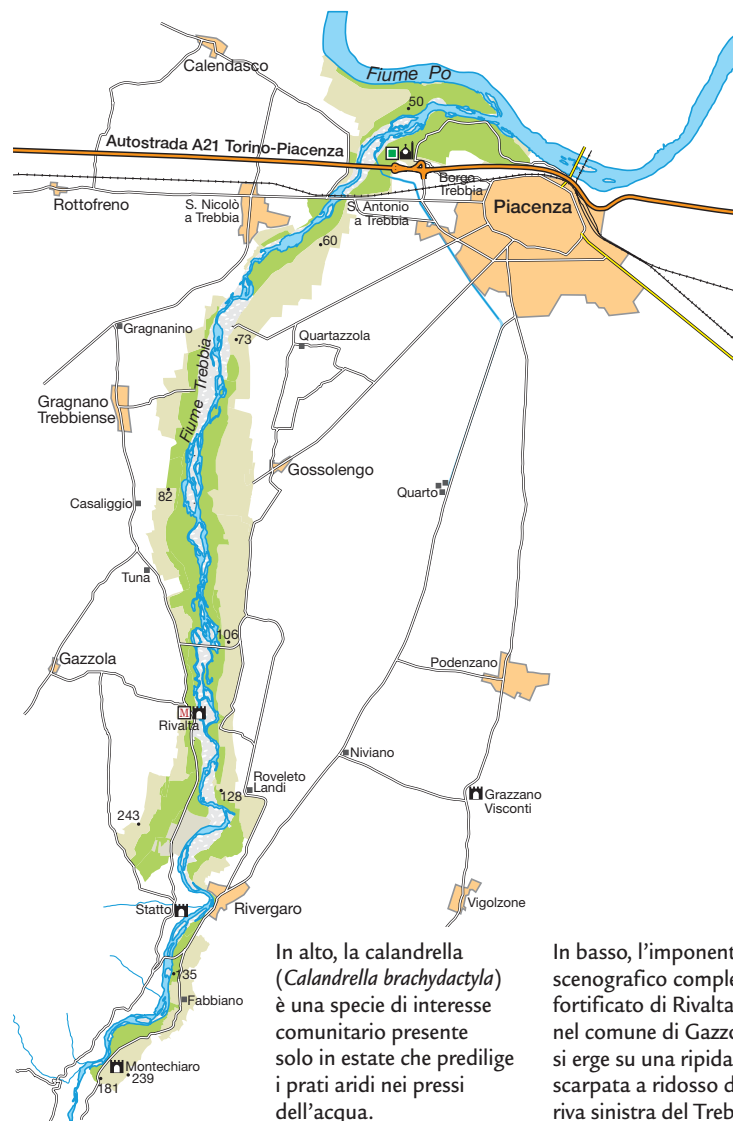 Calendasco
Fiume Po
50
Autostrada A21 Torino-Piacenza
Borgo
Trebbia
Rottofreno
S. Nicolò
a Trebbia
S. Antonio
a Trebbia
Piacenza
60
Gragnanino
73
Quartazzola
Fiume Trebbia
Gragnano
Trebbiense
Gossolengo
82
Quarto
Casaliggio
Tuna
106
Gazzola
Podenzano
M
Rivalta
Niviano
Roveleto
Landi
128
Grazzano
Visconti
243
Vigolzone
Statto
Rivergaro
135
Fabbiano
Montechiaro
239
181
In alto, la calandrella
(Calandrella brachydactyla)
è una specie di interesse
comunitario presente
solo in estate che predilige
i prati aridi nei pressi
dell’acqua.
In basso, l’imponent
scenografico comple
fortificato di Rivalta
nel comune di Gazzo
si erge su una ripida
scarpata a ridosso d
riva sinistra del Treb